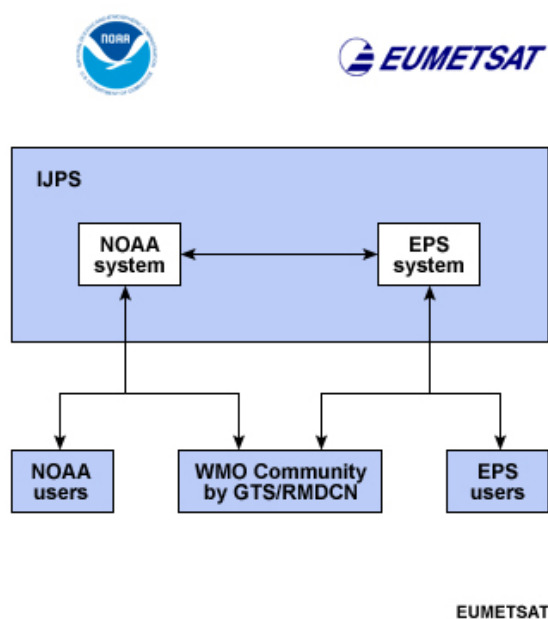 NOAA
EUMETSAT
IJPS
NOAA
system
EPS
system
NOAA
users
WMO Community
by GTS/RMDCN
EPS
users
EUMETSAT